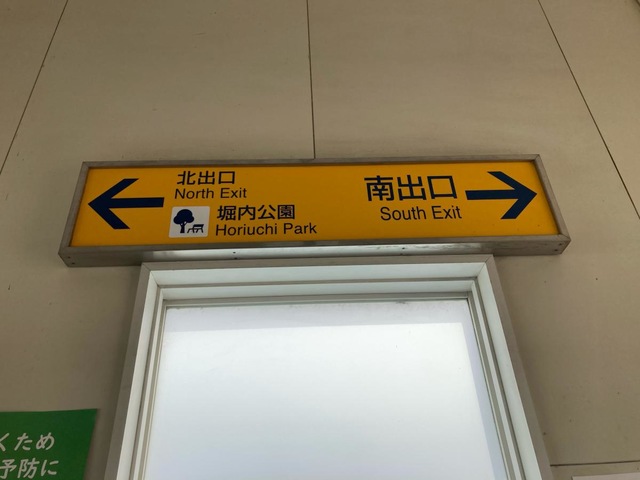 北出口
North Exit
堀内公園
Horiuchi Park
南出口
South Exit
くため
予防に